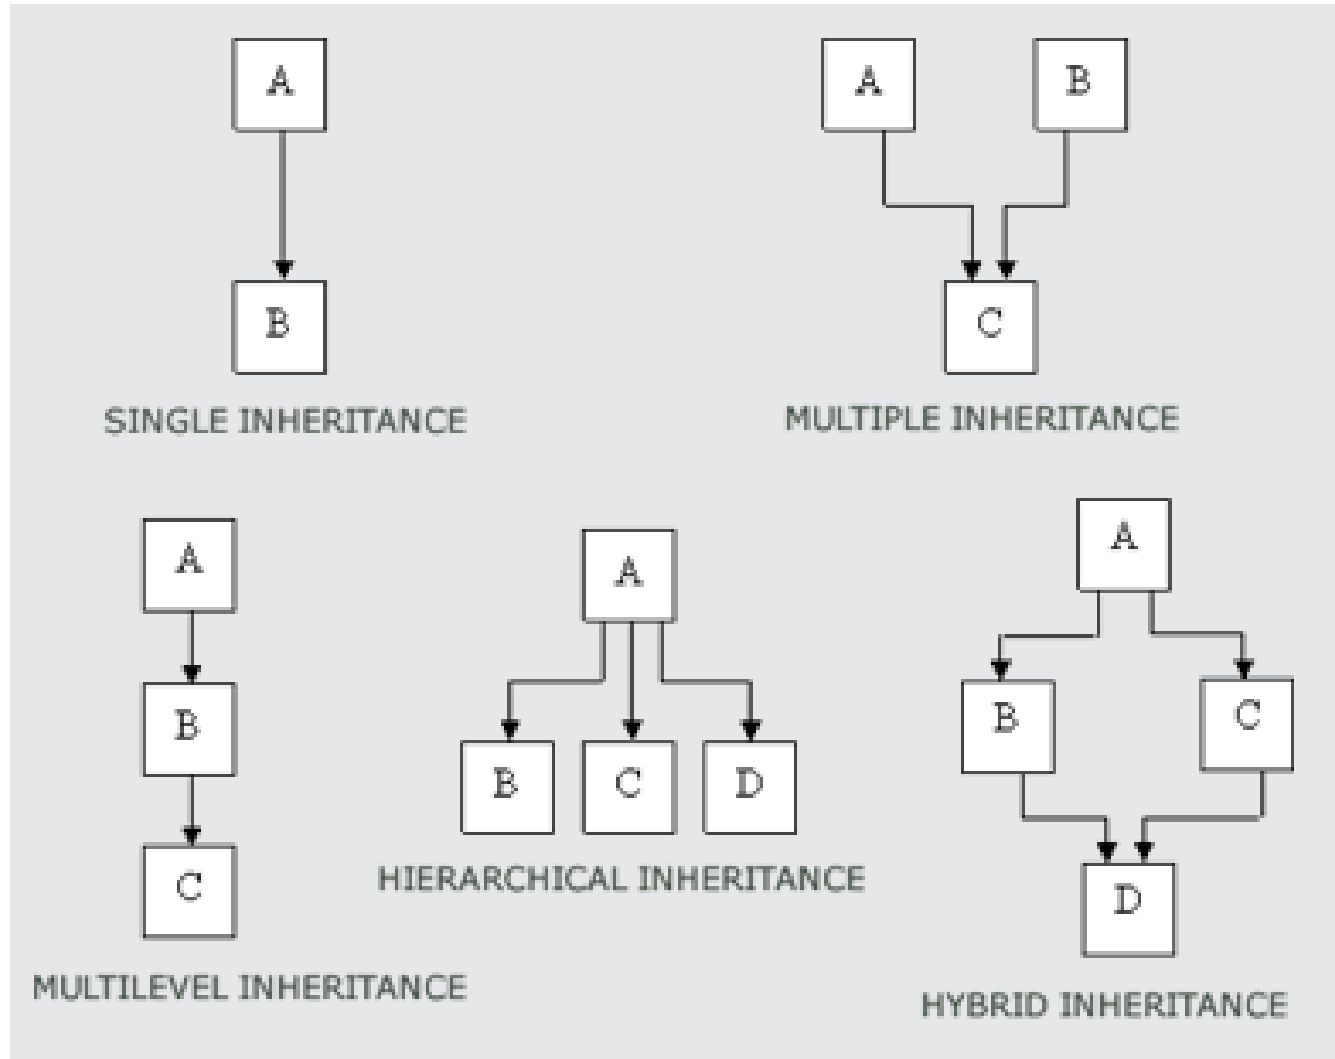 A
B
SINGLE INHERITANCE
A B
C
MULTIPLE INHERITANCE
A
B
C
MULTILEVEL INHERITANCE
A
B C D
HIERARCHICAL INHERITANCE
A
B C
D
HYBRID INHERITANCE